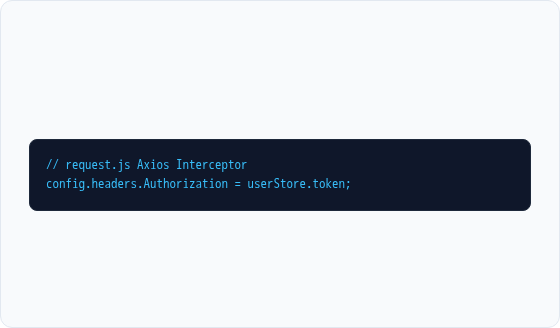 // request.js Axios Interceptor
config.headers.Authorization = userStore.token;